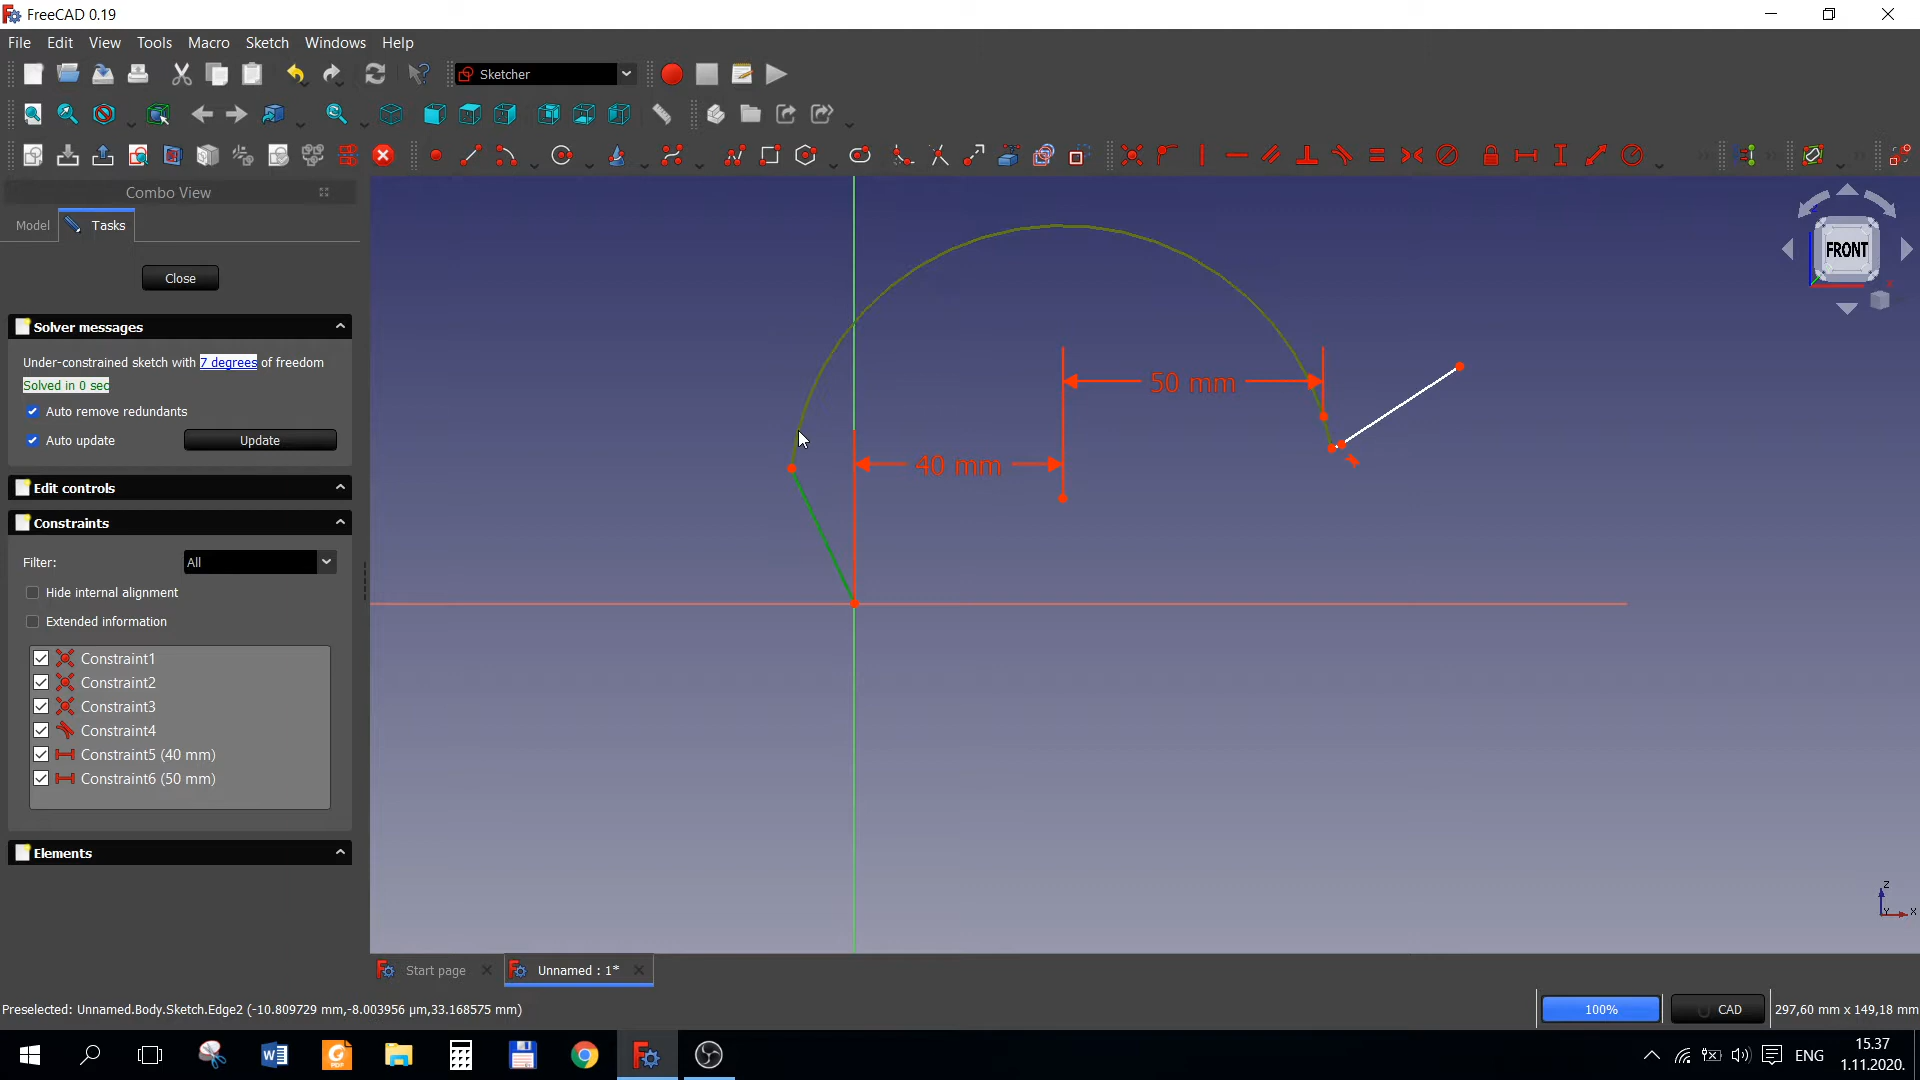 FreeCAD 0.19
File Edit View Tools Macro Sketch Windows Help
Sketcher
Combo View
Model Tasks
FRONT
Close
Solver messages
Under-constrained sketch with 7 degrees of freedom
Solved in 0 sec
Auto remove redundants
Auto update Update
50 mm
40 mm
Edit controls
Constraints
Filter: All
Hide internal alignment
Extended information
Constraint1
Constraint2
Constraint3
Constraint4
Constraint5 (40 mm)
Constraint6 (50 mm)
Elements
Z
Y X
Start page Unnamed : 1*
Preselected: Unnamed.Body.Sketch.Edge2 (-10.809729 mm,-8.003956 µm,33.168575 mm) 100% CAD 297,60 mm x 149,18 mm
ENG 15.37
1.11.2020.